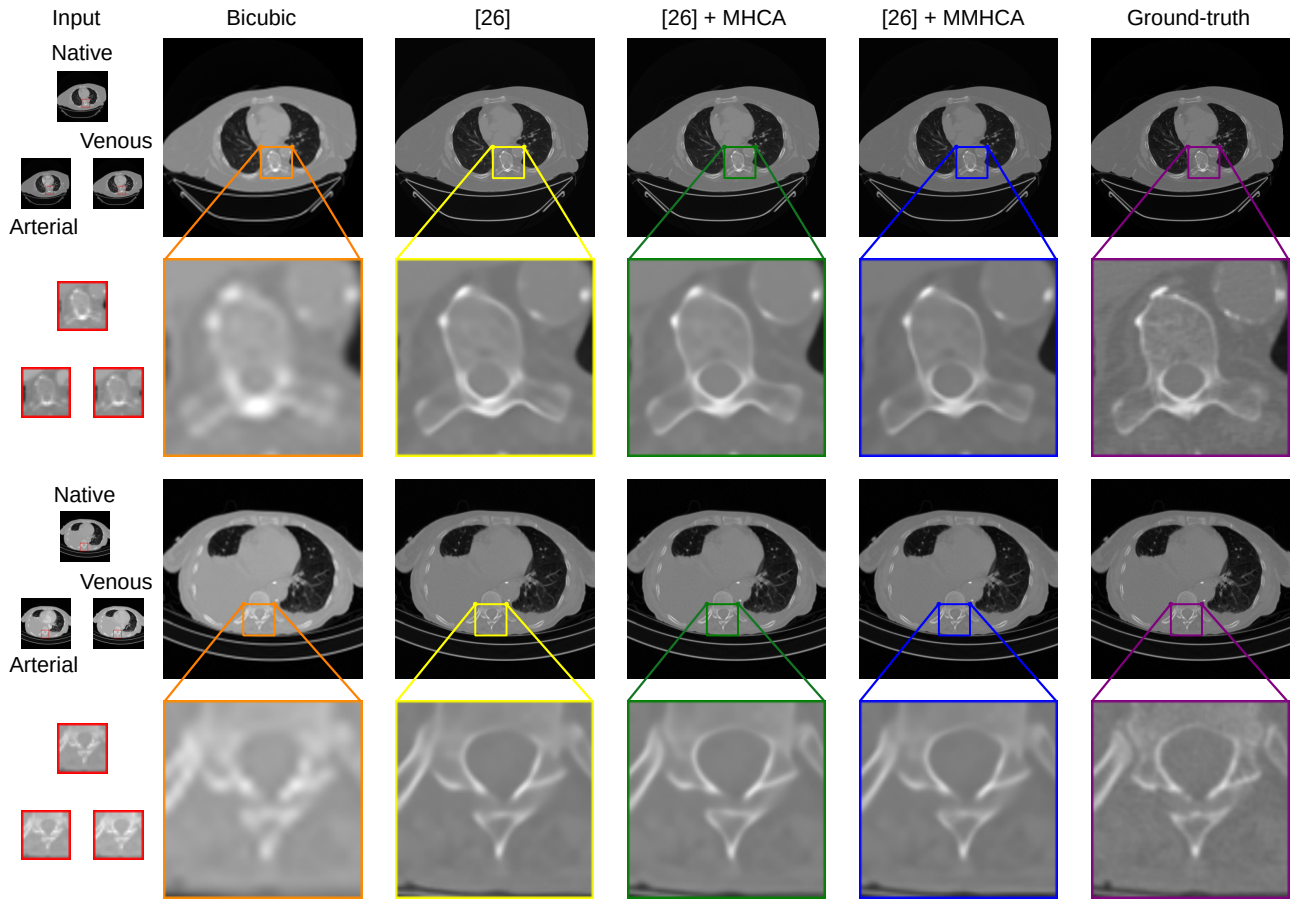 Input Bicubic [26] [26] + MHCA [26] + MMHCA Ground-truth
Native
Venous
Arterial
Native
Venous
Arterial